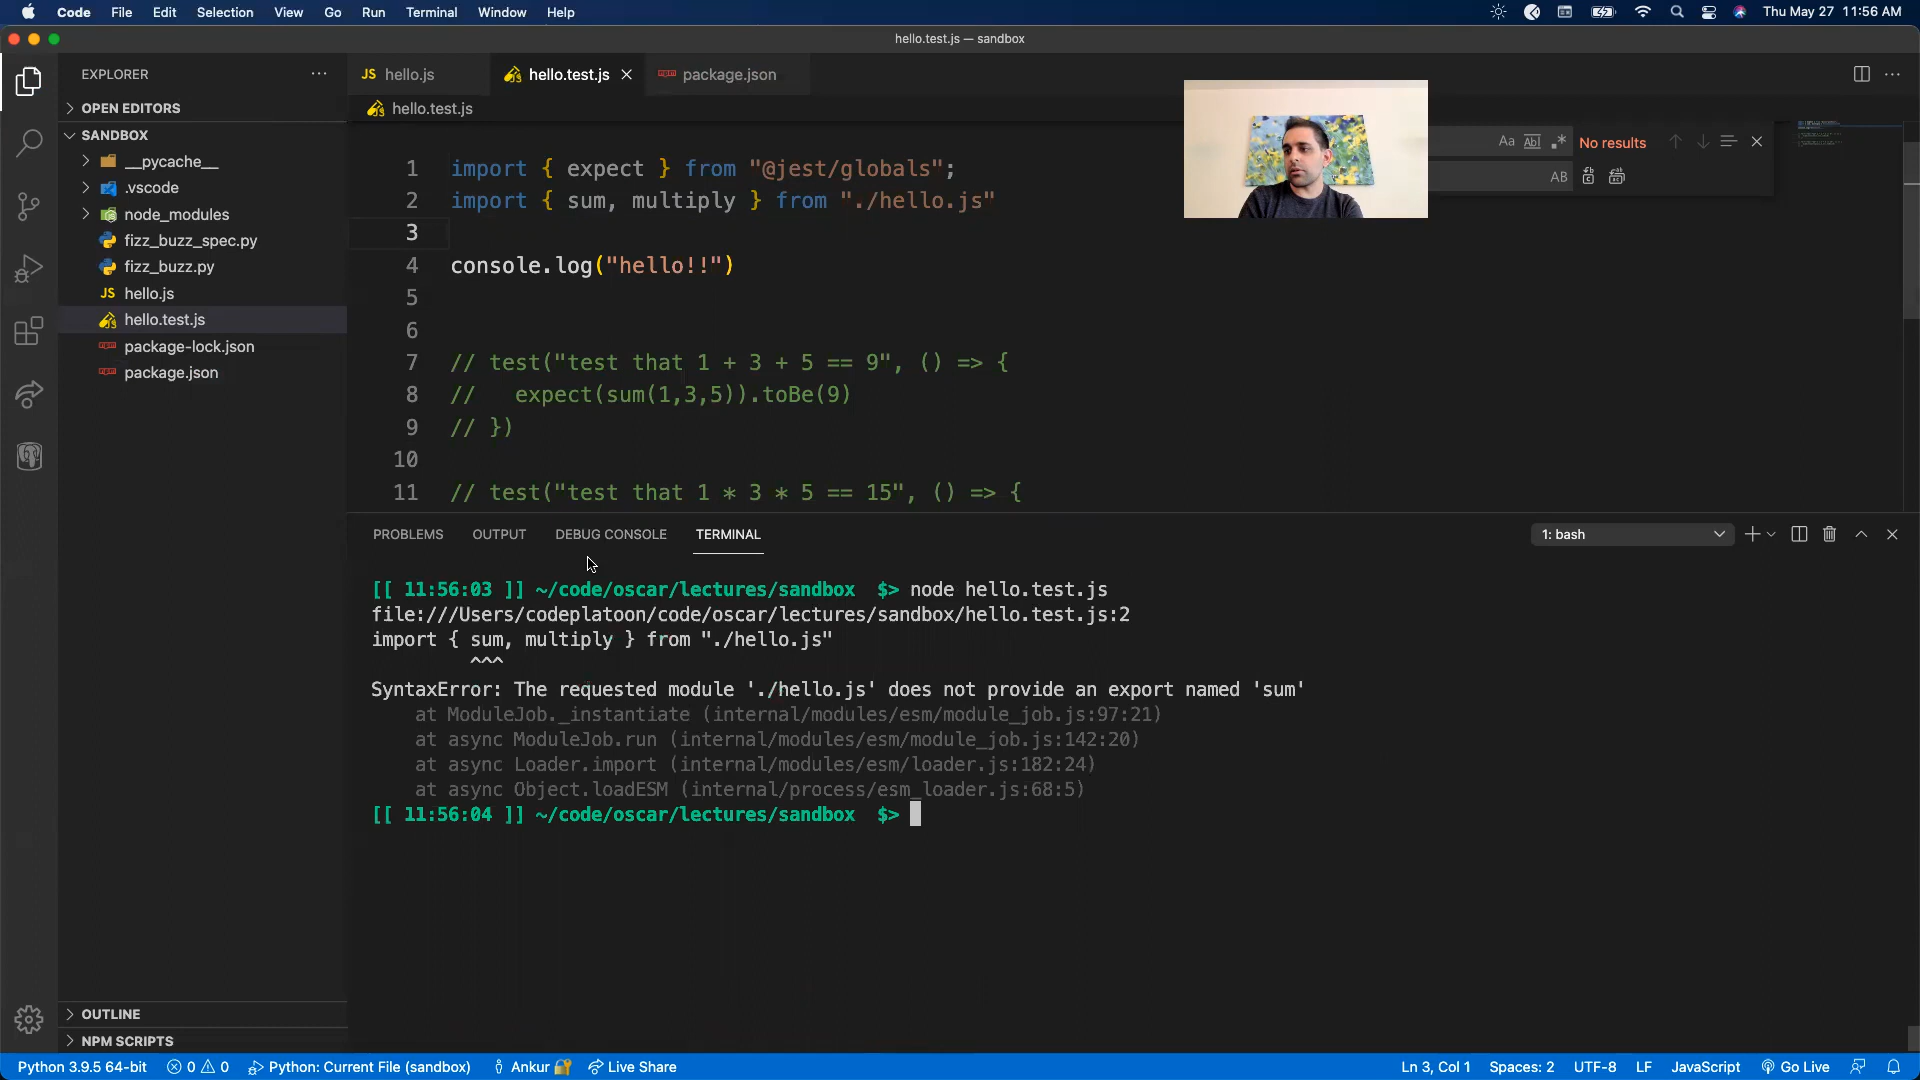 Code File Edit Selection View Go Run Terminal Window Help Thu May 27 11:56 AM
hello.test.js — sandbox
EXPLORER
OPEN EDITORS
SANDBOX
__pycache__
.vscode
node_modules
fizz_buzz_spec.py
fizz_buzz.py
JS hello.js
hello.test.js
package-lock.json
package.json
OUTLINE
NPM SCRIPTS
JS hello.js hello.test.js package.json
hello.test.js
Aa Abl .* No results
AB
1 import { expect } from "@jest/globals";
2 import { sum, multiply } from "./hello.js"
3
4 console.log("hello!!")
5
6
7 // test("test that 1 + 3 + 5 == 9", () => {
8 //   expect(sum(1,3,5)).toBe(9)
9 // })
10
11 // test("test that 1 * 3 * 5 == 15", () => {
PROBLEMS OUTPUT DEBUG CONSOLE TERMINAL 1: bash
[[ 11:56:03 ]] ~/code/oscar/lectures/sandbox  $> node hello.test.js
file:///Users/codeplatoon/code/oscar/lectures/sandbox/hello.test.js:2
import { sum, multiply } from "./hello.js"
         ^^^
SyntaxError: The requested module './hello.js' does not provide an export named 'sum'
    at ModuleJob._instantiate (internal/modules/esm/module_job.js:97:21)
    at async ModuleJob.run (internal/modules/esm/module_job.js:142:20)
    at async Loader.import (internal/modules/esm/loader.js:182:24)
    at async Object.loadESM (internal/process/esm_loader.js:68:5)
[[ 11:56:04 ]] ~/code/oscar/lectures/sandbox  $>
Python 3.9.5 64-bit 0 0 Python: Current File (sandbox) Ankur Live Share Ln 3, Col 1 Spaces: 2 UTF-8 LF JavaScript Go Live